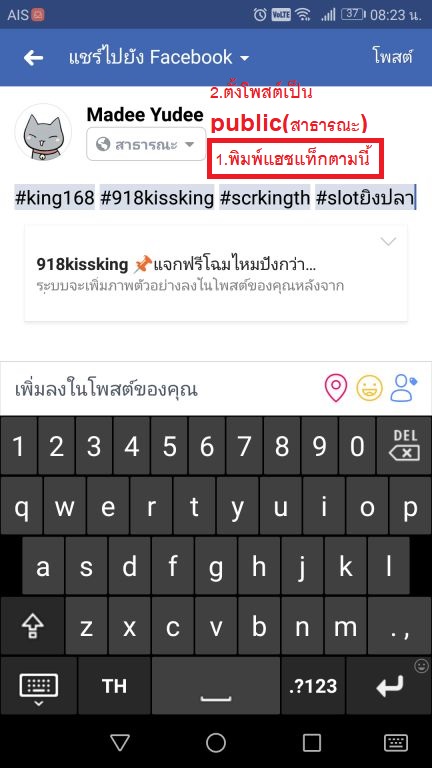 AIS 37 08:23 น.
แชร์ไปยัง Facebook โพสต์
2.ตั้งโพสต์เป็น
Madee Yudee
public(สาธารณะ)
สาธารณะ
1.พิมพ์แฮชแท็กตามนี้
#king168 #918kissking #scrkingth #slotยิงปลา
918kissking 📌แจกฟรีโฉมใหมปังกว่า...
ระบบจะเพิ่มภาพตัวอย่างลงในโพสต์ของคุณหลังจาก
เพิ่มลงในโพสต์ของคุณ
1 2 3 4 5 6 7 8 9 0 DEL
q w e r t y u i o p
a s d f g h j k l
z x c v b n m . ,
TH .?123